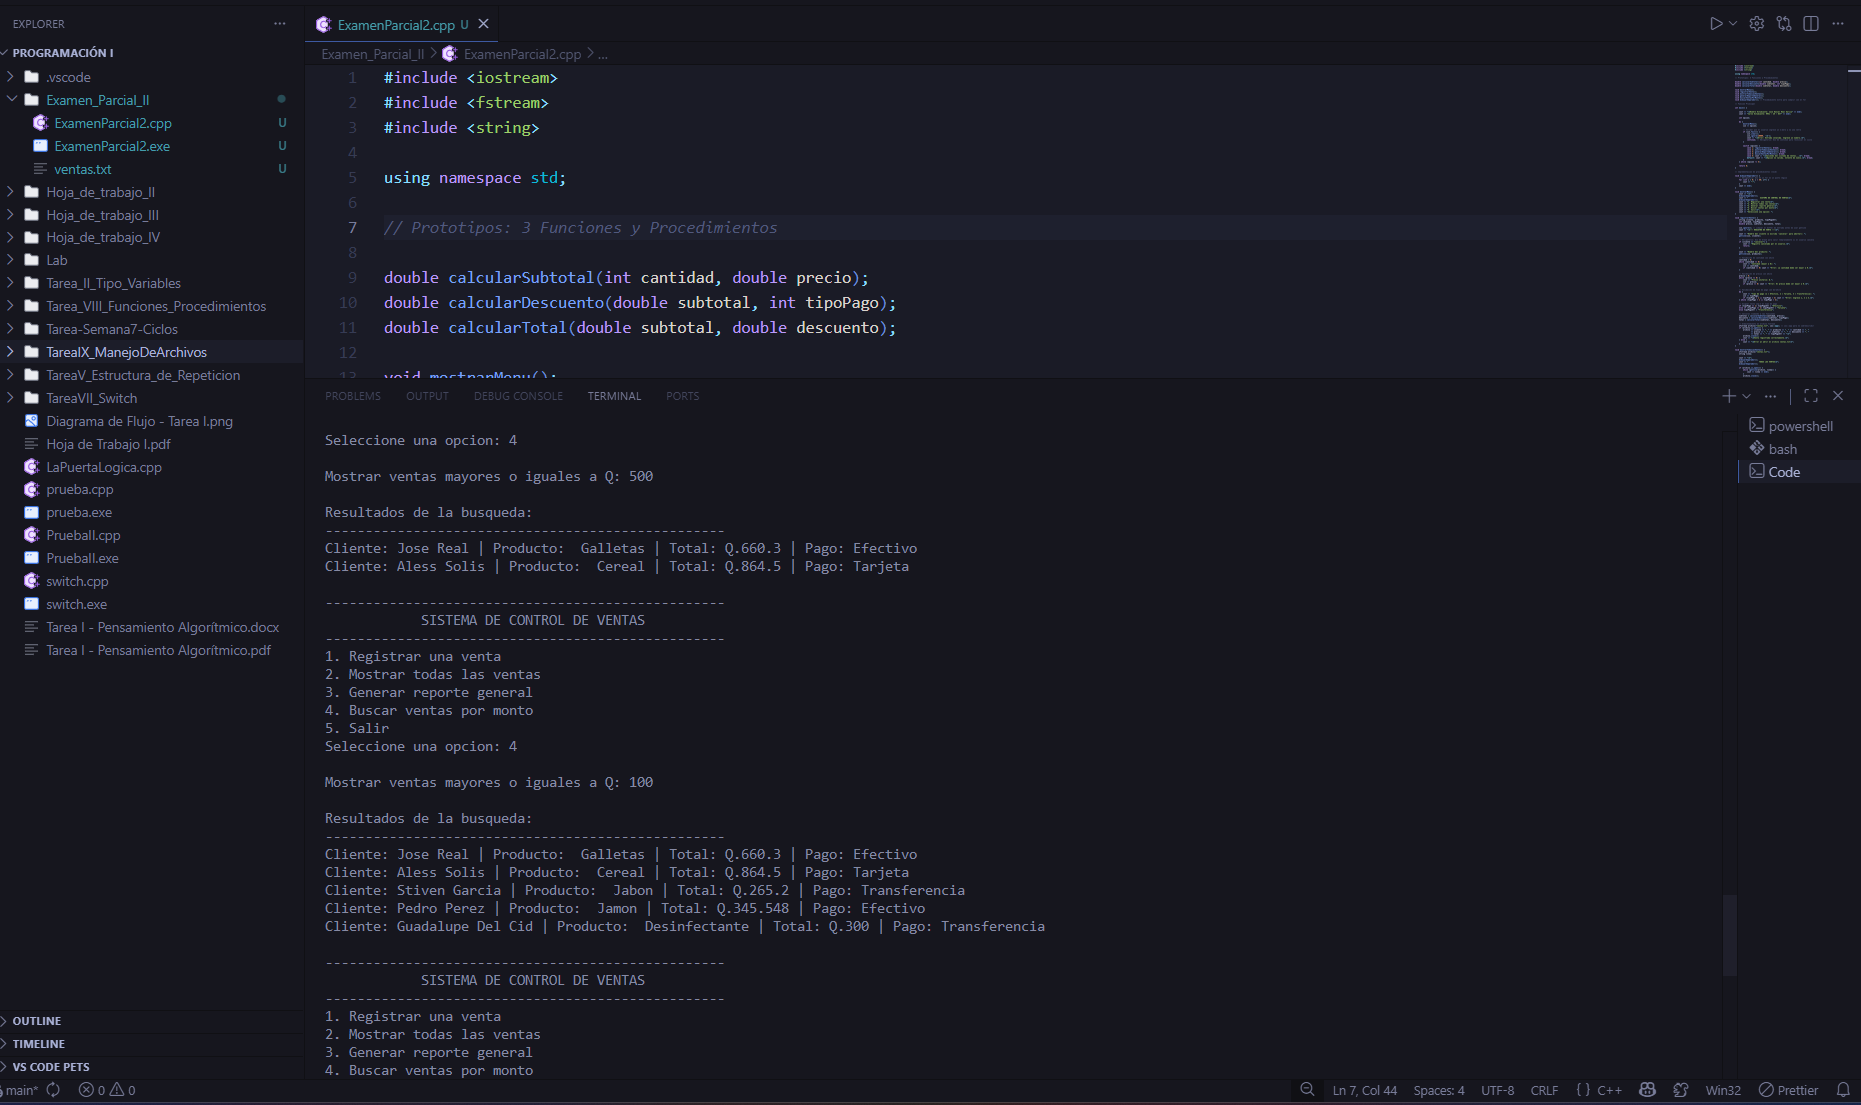 EXPLORER
PROGRAMACIÓN I
.vscode
Examen_Parcial_II
ExamenParcial2.cpp U
ExamenParcial2.exe U
ventas.txt U
Hoja_de_trabajo_II
Hoja_de_trabajo_III
Hoja_de_trabajo_IV
Lab
Tarea_II_Tipo_Variables
Tarea_VIII_Funciones_Procedimientos
Tarea-Semana7-Ciclos
TareaIX_ManejoDeArchivos
TareaV_Estructura_de_Repeticion
TareaVII_Switch
Diagrama de Flujo - Tarea I.png
Hoja de Trabajo I.pdf
LaPuertaLogica.cpp
prueba.cpp
prueba.exe
PruebaII.cpp
PruebaII.exe
switch.cpp
switch.exe
Tarea I - Pensamiento Algorítmico.docx
Tarea I - Pensamiento Algorítmico.pdf
OUTLINE
TIMELINE
VS CODE PETS
ExamenParcial2.cpp U
Examen_Parcial_II > ExamenParcial2.cpp > ...
1 #include <iostream>
2 #include <fstream>
3 #include <string>
4
5 using namespace std;
6
7 // Prototipos: 3 Funciones y Procedimientos
8
9 double calcularSubtotal(int cantidad, double precio);
10 double calcularDescuento(double subtotal, int tipoPago);
11 double calcularTotal(double subtotal, double descuento);
12
13 void mostrarMenu();
PROBLEMS OUTPUT DEBUG CONSOLE TERMINAL PORTS
powershell
bash
Code
Seleccione una opcion: 4
Mostrar ventas mayores o iguales a Q: 500
Resultados de la busqueda:
--------------------------------------------------
Cliente: Jose Real | Producto:  Galletas | Total: Q.660.3 | Pago: Efectivo
Cliente: Aless Solis | Producto:  Cereal | Total: Q.864.5 | Pago: Tarjeta
--------------------------------------------------
SISTEMA DE CONTROL DE VENTAS
--------------------------------------------------
1. Registrar una venta
2. Mostrar todas las ventas
3. Generar reporte general
4. Buscar ventas por monto
5. Salir
Seleccione una opcion: 4
Mostrar ventas mayores o iguales a Q: 100
Resultados de la busqueda:
--------------------------------------------------
Cliente: Jose Real | Producto:  Galletas | Total: Q.660.3 | Pago: Efectivo
Cliente: Aless Solis | Producto:  Cereal | Total: Q.864.5 | Pago: Tarjeta
Cliente: Stiven Garcia | Producto:  Jabon | Total: Q.265.2 | Pago: Transferencia
Cliente: Pedro Perez | Producto:  Jamon | Total: Q.345.548 | Pago: Efectivo
Cliente: Guadalupe Del Cid | Producto:  Desinfectante | Total: Q.300 | Pago: Transferencia
--------------------------------------------------
SISTEMA DE CONTROL DE VENTAS
--------------------------------------------------
1. Registrar una venta
2. Mostrar todas las ventas
3. Generar reporte general
4. Buscar ventas por monto
main* 0 0 Ln 7, Col 44 Spaces: 4 UTF-8 CRLF {} C++ Win32 Prettier